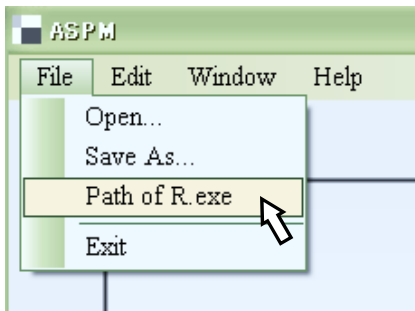 ASPM
File Edit Window Help
Open...
Save As...
Path of R.exe
Exit